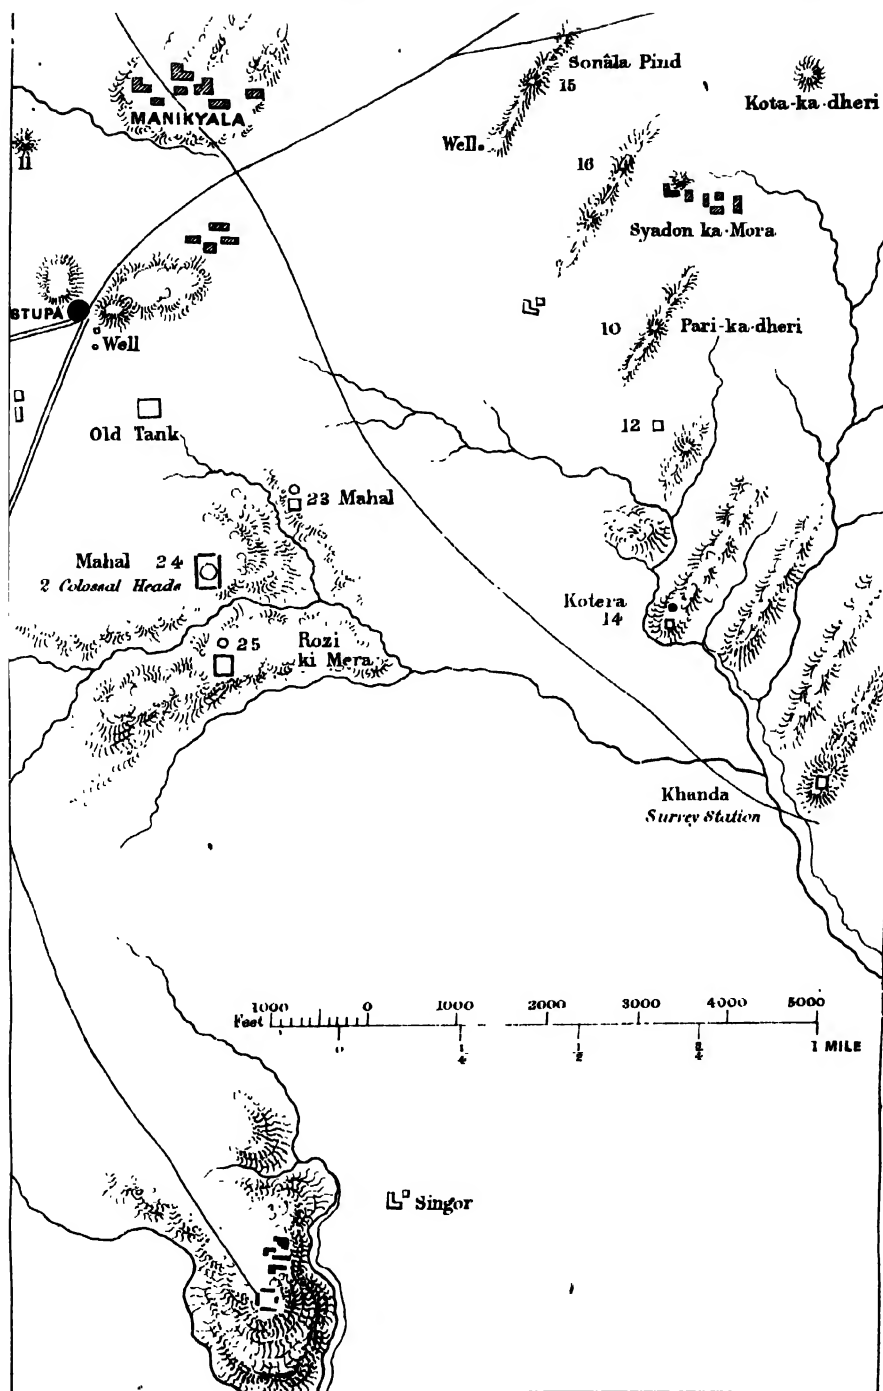 Sonâla Pind
15
Kota-ka-dheri
MANIKYALA
Well.
11
16
Syadon ka-Mora
STUPA
10
Pari-ka-dheri
Well
Old Tank
12
23 Mahal
Mahal 24
2 Colossal Heads
Kotera
14
25
Rozi
ki Mera
Khanda
Survey Station
1000 0 1000 2000 3000 4000 5000
Feet
0 1/4 1/2 3/4 1 MILE
Singor